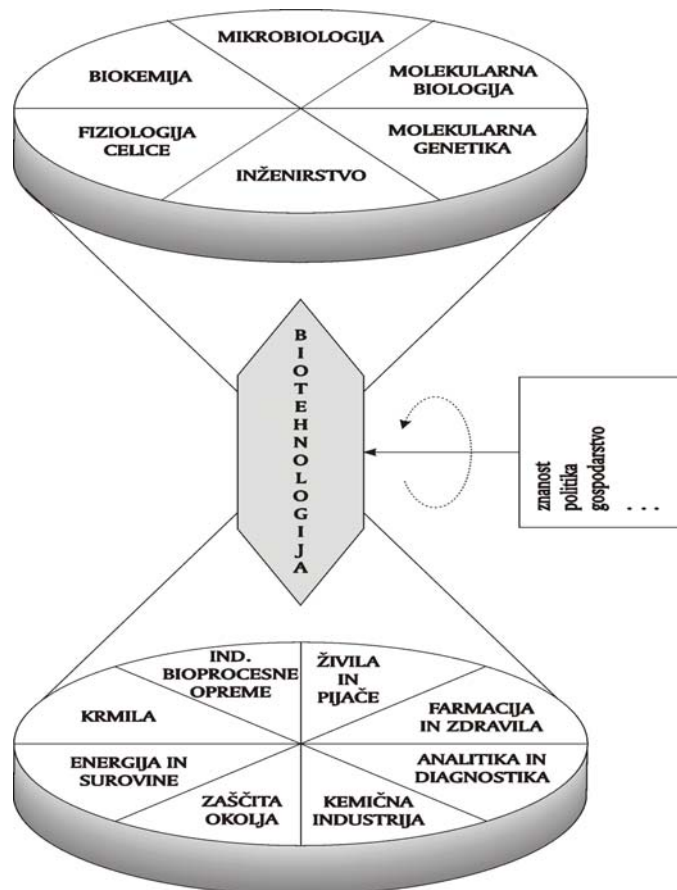 MIKROBIOLOGIJA
BIOKEMIJA
MOLEKULARNA
BIOLOGIJA
FIZIOLOGIJA
CELICE
MOLEKULARNA
GENETIKA
INŽENIRSTVO
BIOTEHNOLOGIJA
znanost
politika
gospodarstvo
. . .
IND.
BIOPROCESNE
OPREME
ŽIVILA
IN
PIJAČE
KRMILA
FARMACIJA
IN ZDRAVILA
ENERGIJA IN
SUROVINE
ANALITIKA IN
DIAGNOSTIKA
ZAŠČITA
OKOLJA
KEMIČNA
INDUSTRIJA